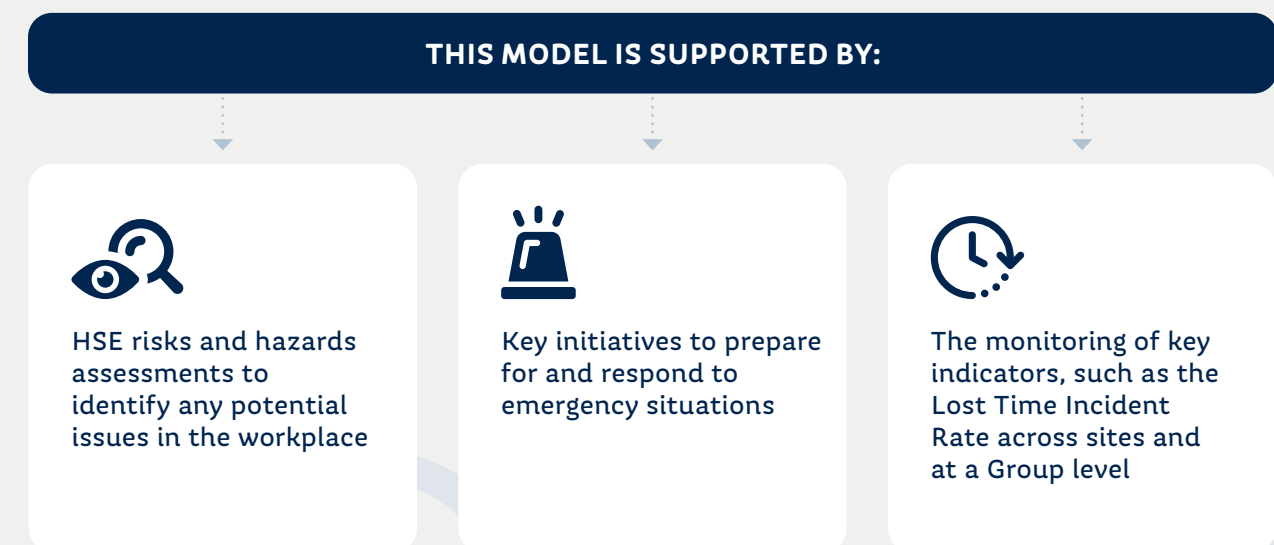 THIS MODEL IS SUPPORTED BY:
HSE risks and hazards
assessments to
identify any potential
issues in the workplace
Key initiatives to prepare
for and respond to
emergency situations
The monitoring of key
indicators, such as the
Lost Time Incident
Rate across sites and
at a Group level